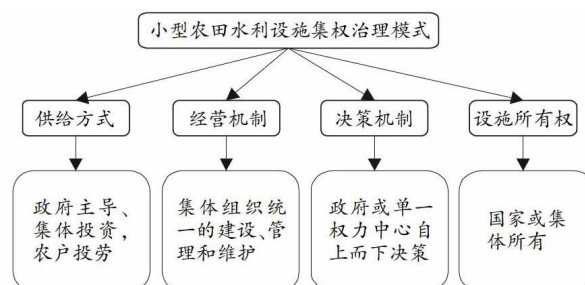 小型农田水利设施集权治理模式
供给方式
经营机制
决策机制
设施所有权
政府主导、
集体投资，
农户投劳
集体组织统
一的建设、管
理和维护
政府或单一
权力中心自
上而下决策
国家或集
体所有